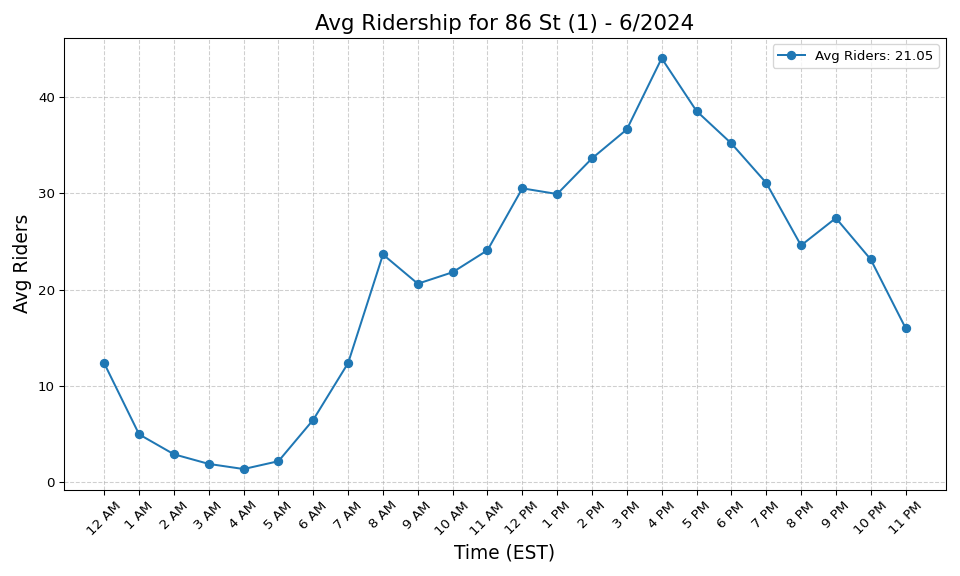 Avg Ridership for 86 St (1) - 6/2024
Avg Riders: 21.05
Avg Riders
40
30
20
10
0
12 AM
1 AM
2 AM
3 AM
4 AM
5 AM
6 AM
7 AM
8 AM
9 AM
10 AM
11 AM
12 PM
1 PM
2 PM
3 PM
4 PM
5 PM
6 PM
7 PM
8 PM
9 PM
10 PM
11 PM
Time (EST)